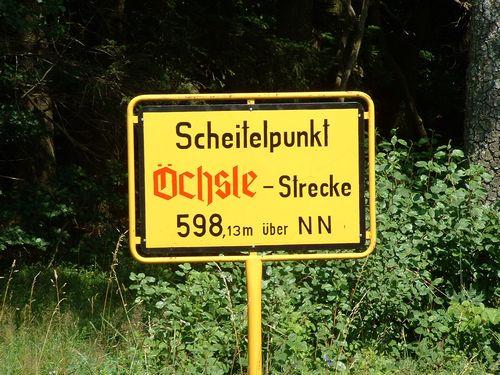 Scheitelpunkt
Öchsle - Strecke
598,13m über NN